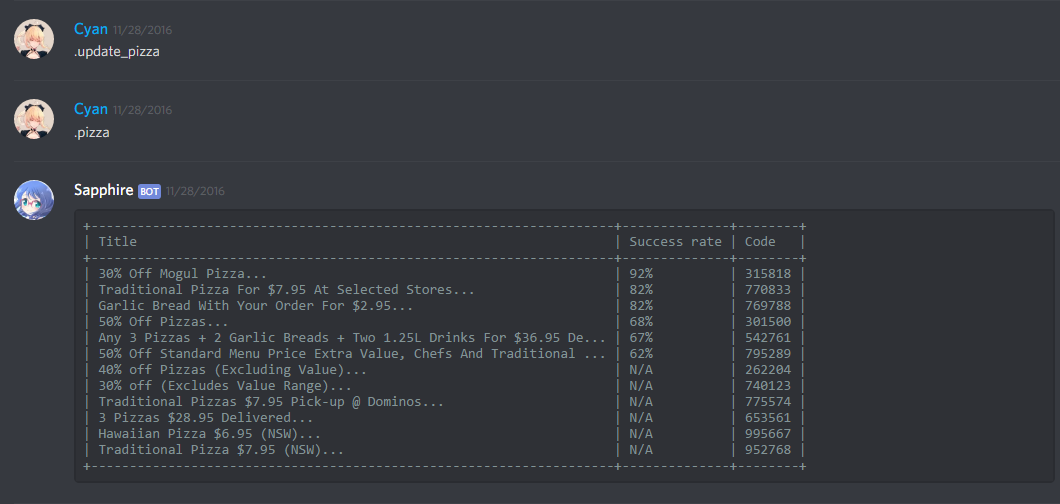 Cyan 11/28/2016
.update_pizza
Cyan 11/28/2016
.pizza
Sapphire BOT 11/28/2016
+--------------------------------------------------------------------+--------------+--------+
| Title | Success rate | Code |
+--------------------------------------------------------------------+--------------+--------+
| 30% Off Mogul Pizza... | 92% | 315818 |
| Traditional Pizza For $7.95 At Selected Stores... | 82% | 770833 |
| Garlic Bread With Your Order For $2.95... | 82% | 769788 |
| 50% Off Pizzas... | 68% | 301500 |
| Any 3 Pizzas + 2 Garlic Breads + Two 1.25L Drinks For $36.95 De... | 67% | 542761 |
| 50% Off Standard Menu Price Extra Value, Chefs And Traditional ... | 62% | 795289 |
| 40% off Pizzas (Excluding Value)... | N/A | 262204 |
| 30% off (Excludes Value Range)... | N/A | 740123 |
| Traditional Pizzas $7.95 Pick-up @ Dominos... | N/A | 775574 |
| 3 Pizzas $28.95 Delivered... | N/A | 653561 |
| Hawaiian Pizza $6.95 (NSW)... | N/A | 995667 |
| Traditional Pizza $7.95 (NSW)... | N/A | 952768 |
+--------------------------------------------------------------------+--------------+--------+